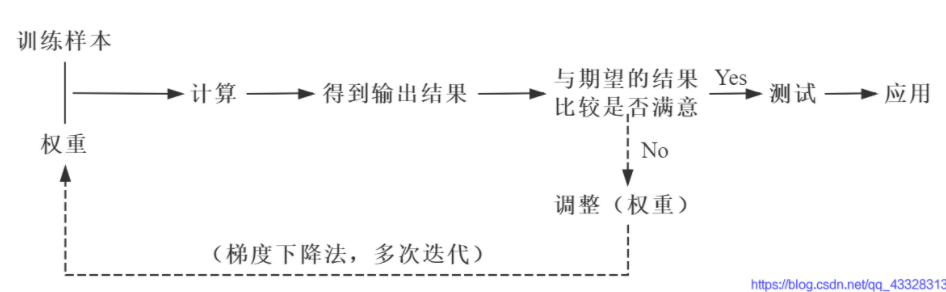 训练样本
计算
得到输出结果
与期望的结果
比较是否满意
Yes
测试
应用
权重
No
调整（权重）
（梯度下降法，多次迭代）
https://blog.csdn.net/qq_43328313